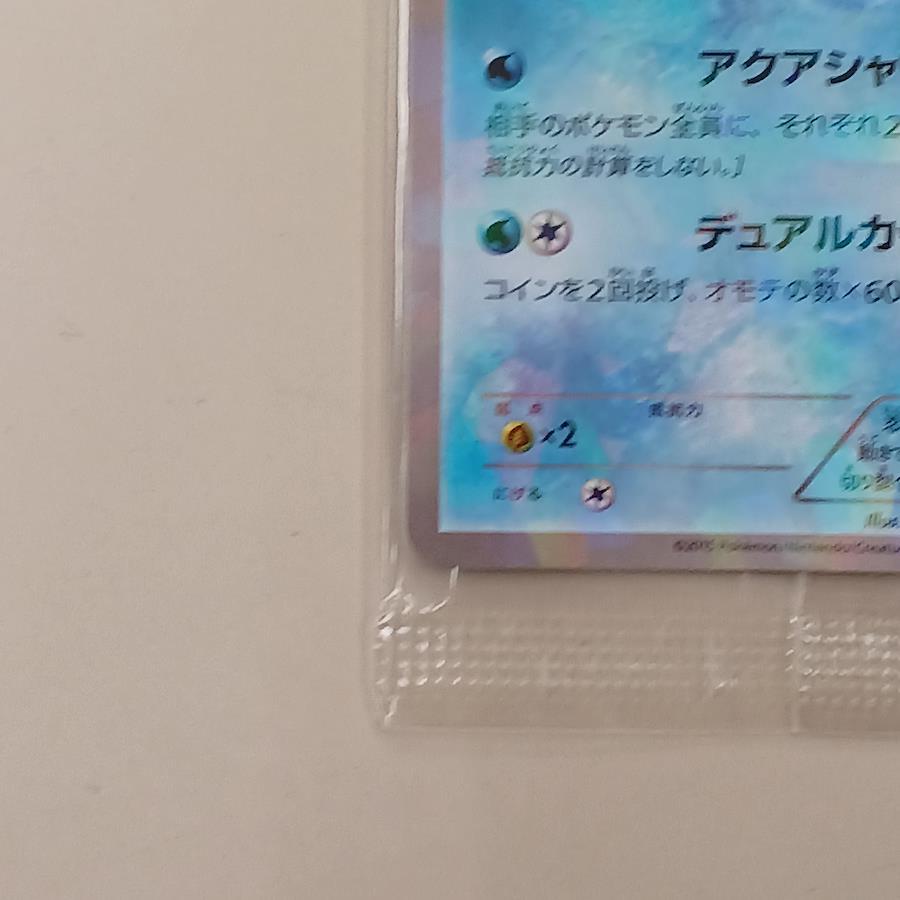 アクアシャ
相手のポケモン全員に、それぞれ2
抵抗力の計算をしない。]
デュアルカ
コインを2回投げ、オモテの数×60
弱点 抵抗力
×2
にげる